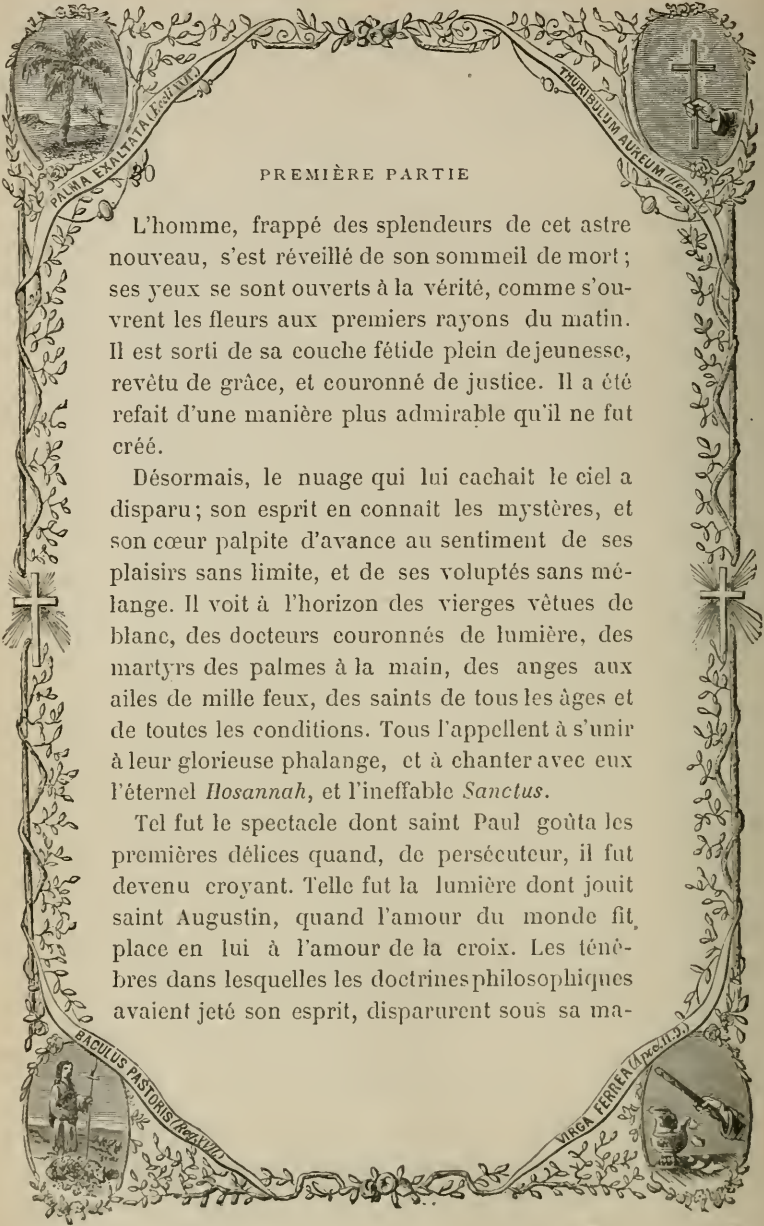 PALMA EXALTATA (Eccli XXIV.)
THURIBULUM AUREUM (Hebr.)
30 PREMIÈRE PARTIE
L'homme, frappé des splendeurs de cet astre
nouveau, s'est réveillé de son sommeil de mort ;
ses yeux se sont ouverts à la vérité, comme s'ou-
vrent les fleurs aux premiers rayons du matin.
Il est sorti de sa couche fétide plein de jeunesse,
revêtu de grâce, et couronné de justice. Il a été
refait d'une manière plus admirable qu'il ne fut
créé.
Désormais, le nuage qui lui cachait le ciel a
disparu ; son esprit en connaît les mystères, et
son cœur palpite d'avance au sentiment de ses
plaisirs sans limite, et de ses voluptés sans mé-
lange. Il voit à l'horizon des vierges vêtues de
blanc, des docteurs couronnés de lumière, des
martyrs des palmes à la main, des anges aux
ailes de mille feux, des saints de tous les âges et
de toutes les conditions. Tous l'appellent à s'unir
à leur glorieuse phalange, et à chanter avec eux
l'éternel Hosannah, et l'ineffable Sanctus.
Tel fut le spectacle dont saint Paul goûta les
premières délices quand, de persécuteur, il fut
devenu croyant. Telle fut la lumière dont jouit
saint Augustin, quand l'amour du monde fit
place en lui à l'amour de la croix. Les ténè-
bres dans lesquelles les doctrines philosophiques
avaient jeté son esprit, disparurent sous sa ma-
BACULUS PASTORIS
VIRGA FERREA (Apoc. II. 9.)